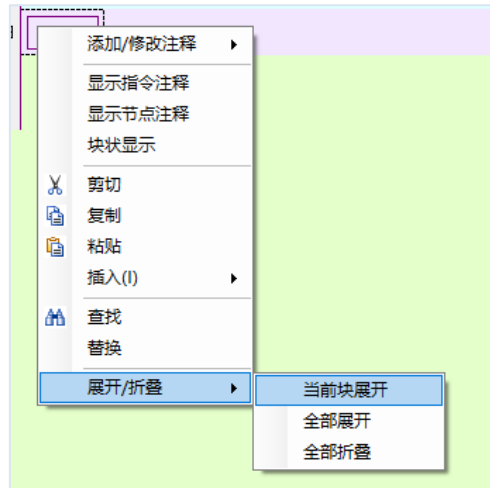 添加/修改注释
显示指令注释
显示节点注释
块状显示
剪切
复制
粘贴
插入(I)
查找
替换
展开/折叠
当前块展开
全部展开
全部折叠